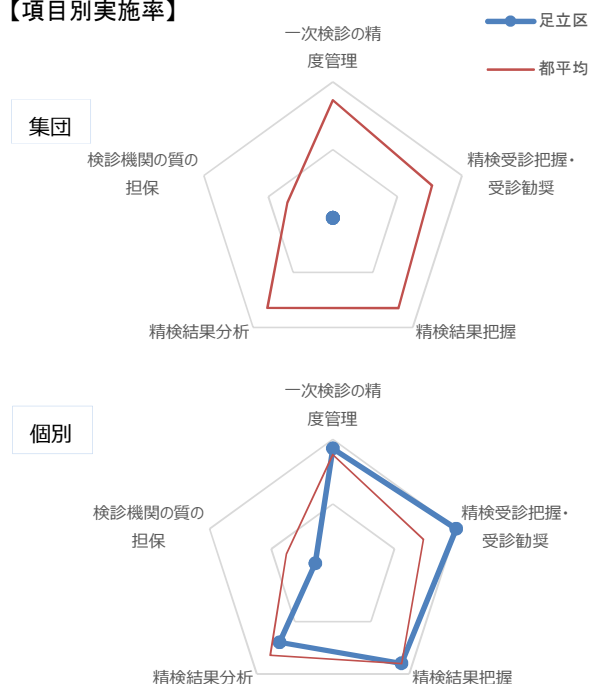 【項目別実施率】
足立区
都平均
集団
一次検診の精
度管理
精検受診把握・
受診勧奨
精検結果把握
精検結果分析
検診機関の質の
担保
個別
一次検診の精
度管理
精検受診把握・
受診勧奨
精検結果把握
精検結果分析
検診機関の質の
担保